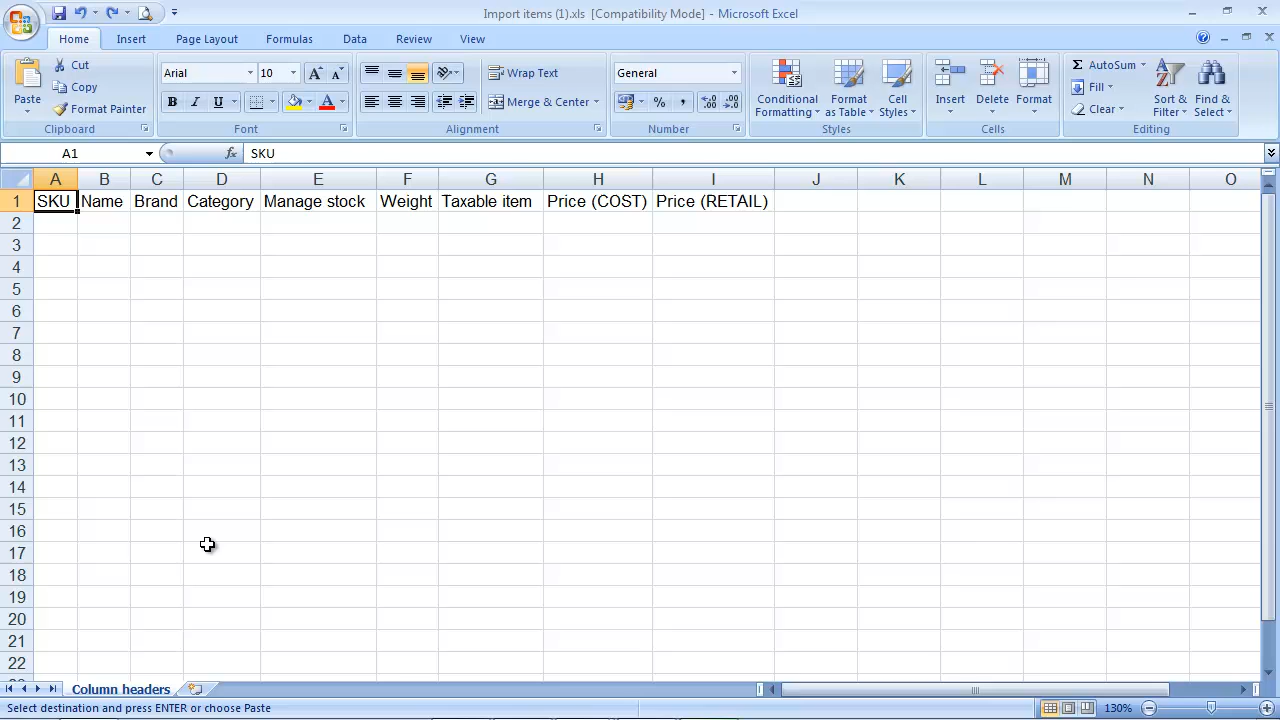 Import items (1).xls [Compatibility Mode] - Microsoft Excel
Home Insert Page Layout Formulas Data Review View
Paste
Cut
Copy
Format Painter
Clipboard
Arial 10
B I U
Font
Wrap Text
Merge & Center
Alignment
General
Number
Conditional Formatting
Format as Table
Cell Styles
Styles
Insert Delete Format
Cells
AutoSum
Fill
Clear
Sort & Filter
Find & Select
Editing
A1 fx SKU
A B C D E F G H I J K L M N O
1 SKU Name Brand Category Manage stock Weight Taxable item Price (COST) Price (RETAIL)
2
3
4
5
6
7
8
9
10
11
12
13
14
15
16
17
18
19
20
21
22
Column headers
Select destination and press ENTER or choose Paste 130%